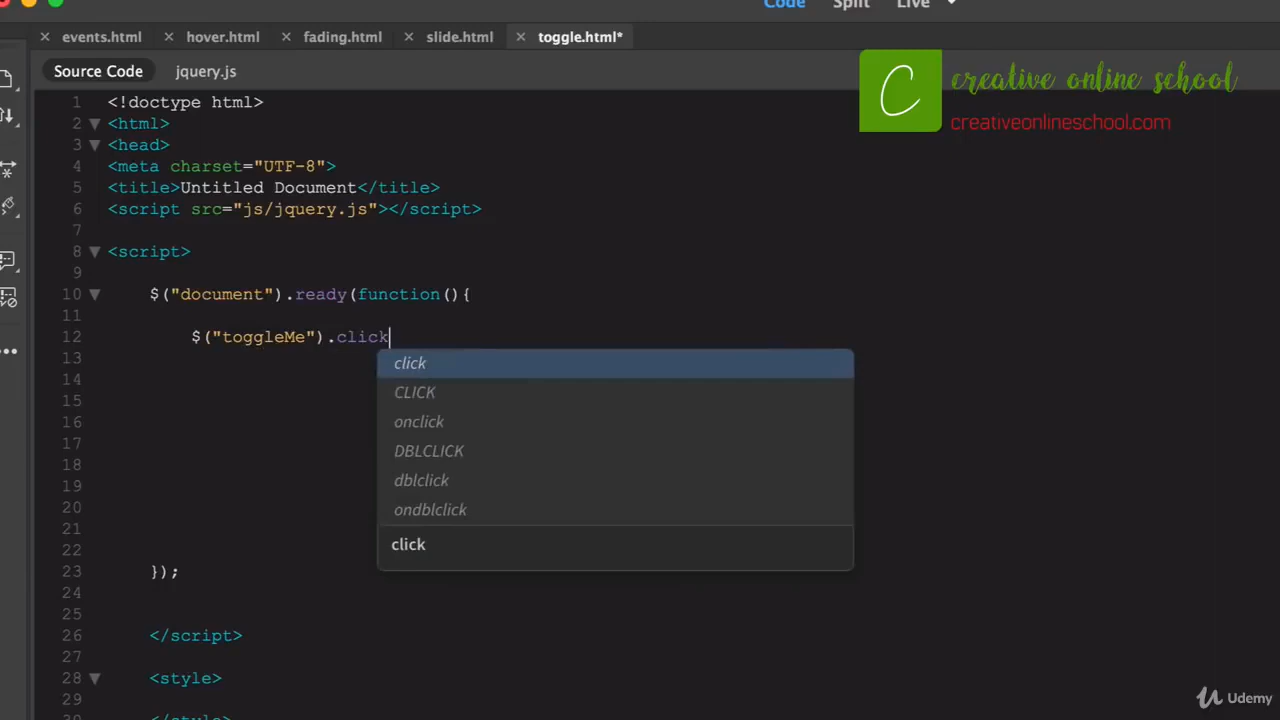 Code Split Live
events.html hover.html fading.html slide.html toggle.html*
Source Code jquery.js
creative online school
creativeonlineschool.com
C
1 <!doctype html>
2 <html>
3 <head>
4 <meta charset="UTF-8">
5 <title>Untitled Document</title>
6 <script src="js/jquery.js"></script>
7
8 <script>
9
10 $("document").ready(function(){
11
12 $("toggleMe").click
13
14
15
16
17
18
19
20
21
22
23 });
24
25
26 </script>
27
28 <style>
29
30 </style>
click
CLICK
onclick
DBLCLICK
dblclick
ondblclick
click
Udemy